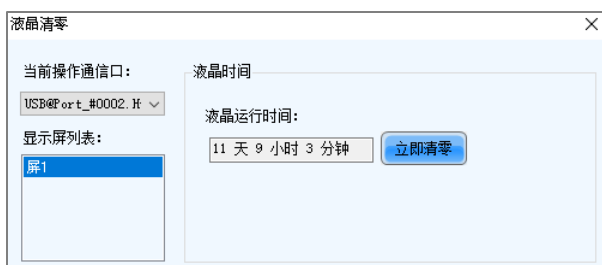 液晶清零
当前操作通信口：
USB@Port_#0002.H
显示屏列表：
屏1
液晶时间
液晶运行时间：
11 天 9 小时 3 分钟
立即清零